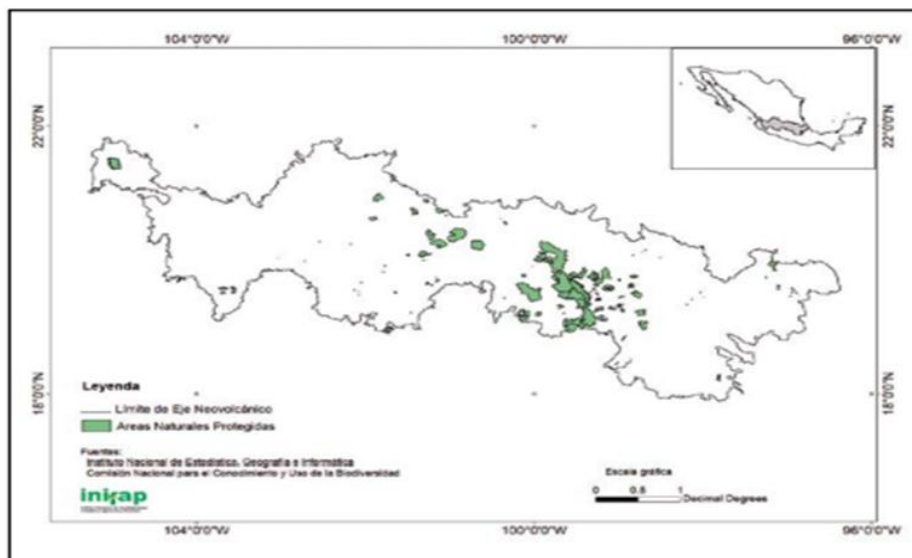 104°0'0"W
100°0'0"W
96°0'0"W
22°0'0"N
22°0'0"N
18°0'0"N
18°0'0"N
Leyenda
Límite de Eje Neovolcánico
Areas Naturales Protegidas
Fuentes:
Instituto Nacional de Estadística, Geografía e Informática
Comisión Nacional para el Conocimiento y Uso de la Biodiversidad
inifap
Escala gráfica
0 0.5 1
Decimal Degrees
104°0'0"W
100°0'0"W
96°0'0"W